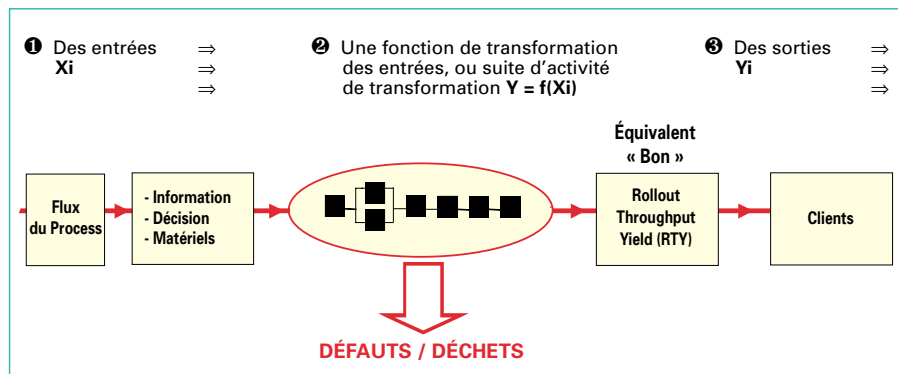 ❶ Des entrées ⇒
Xi ⇒
⇒
❷ Une fonction de transformation
des entrées, ou suite d’activité
de transformation Y = f(Xi)
❸ Des sorties ⇒
Yi ⇒
⇒
Flux
du Process
- Information
- Décision
- Matériels
Équivalent
« Bon »
Rollout
Throughput
Yield (RTY)
Clients
DÉFAUTS / DÉCHETS